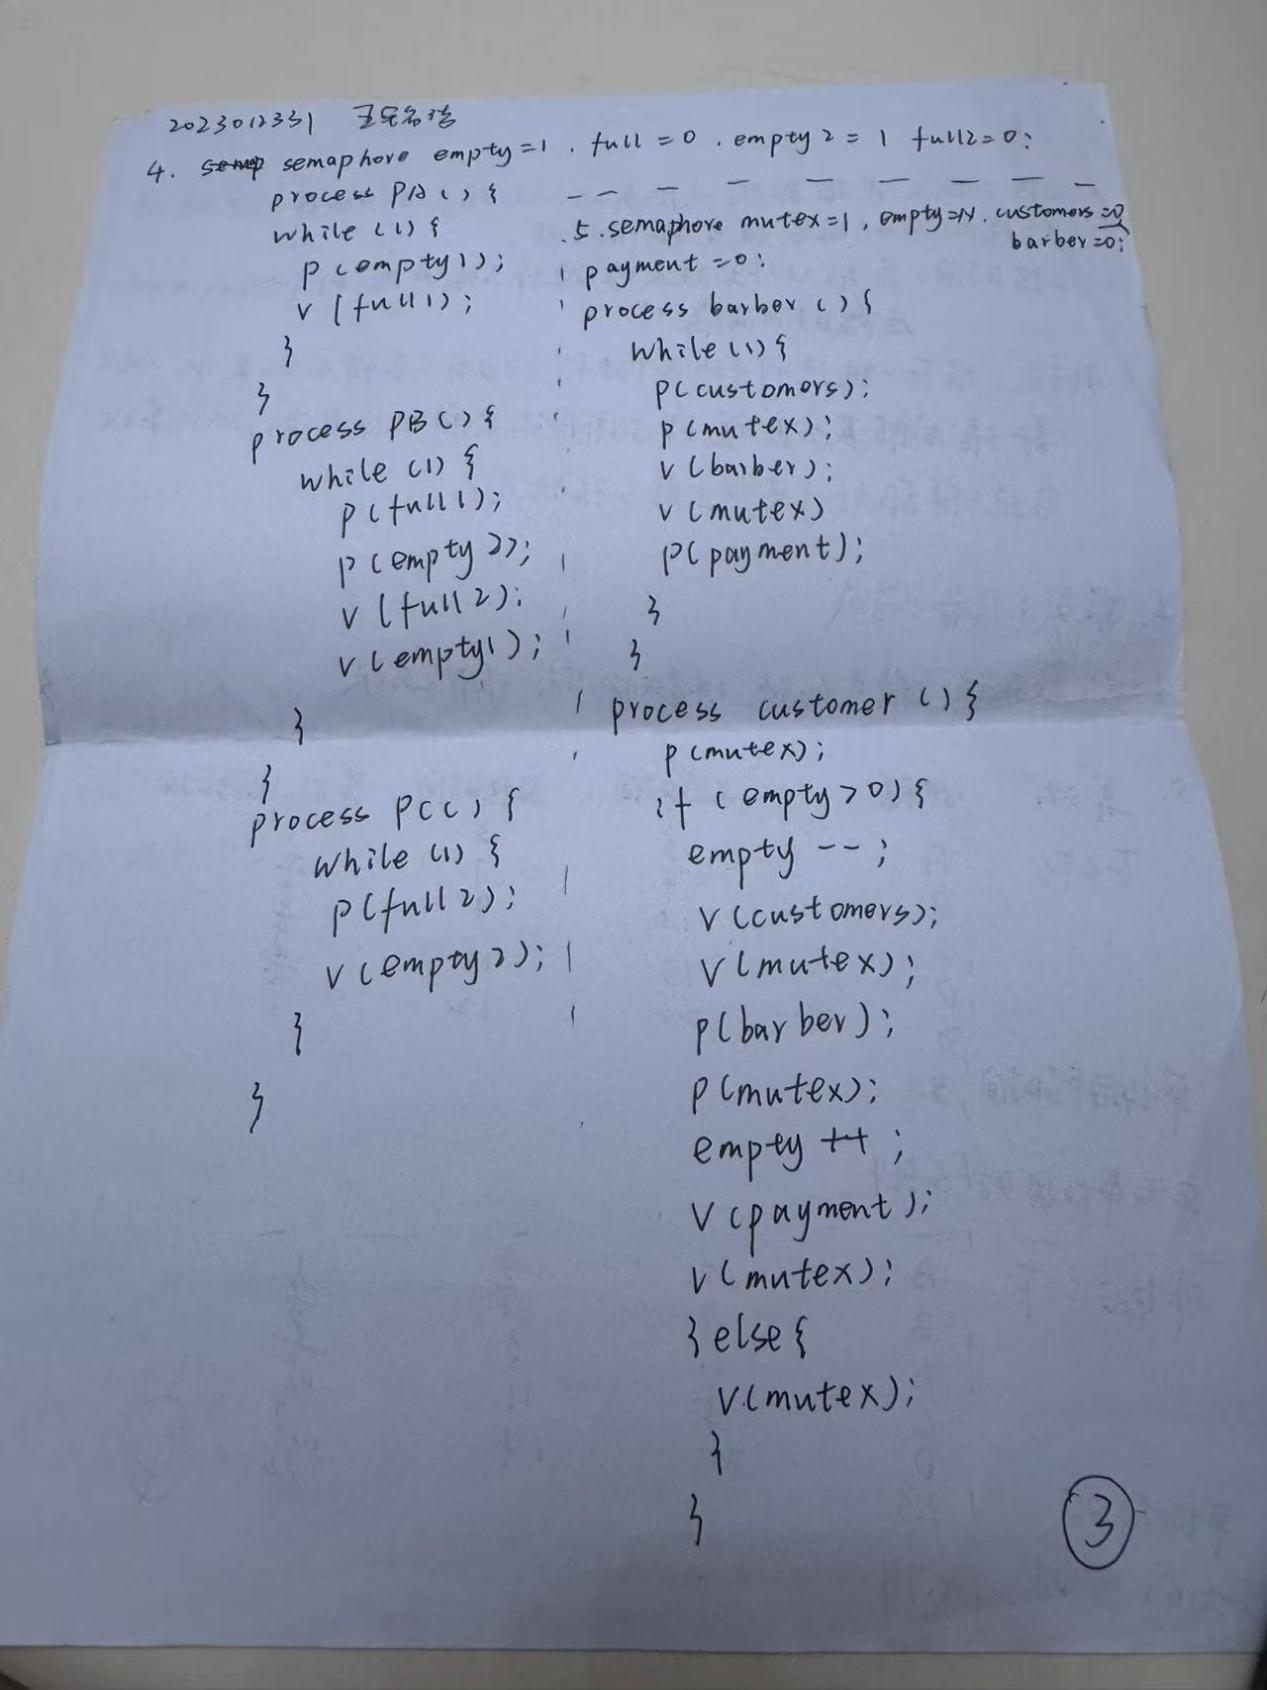 2023012331
4. semaphore empty=1, full=0, empty2=1 full2=0;
process PA(){
while(1){
p(empty1);
v(full1);
}
}
process PB(){
while(1){
p(full1);
p(empty2);
v(full2);
v(empty1);
}
}
process PC(){
while(1){
p(full2);
v(empty2);
}
}
5. semaphore mutex=1, empty=N, customers=0
barber=0;
payment=0;
process barber(){
while(1){
p(customers);
p(mutex);
v(barber);
v(mutex)
p(payment);
}
}
process customer(){
p(mutex);
if(empty>0){
empty--;
v(customers);
v(mutex);
p(barber);
p(mutex);
empty++;
v(payment);
v(mutex);
}else{
v(mutex);
}
}
3